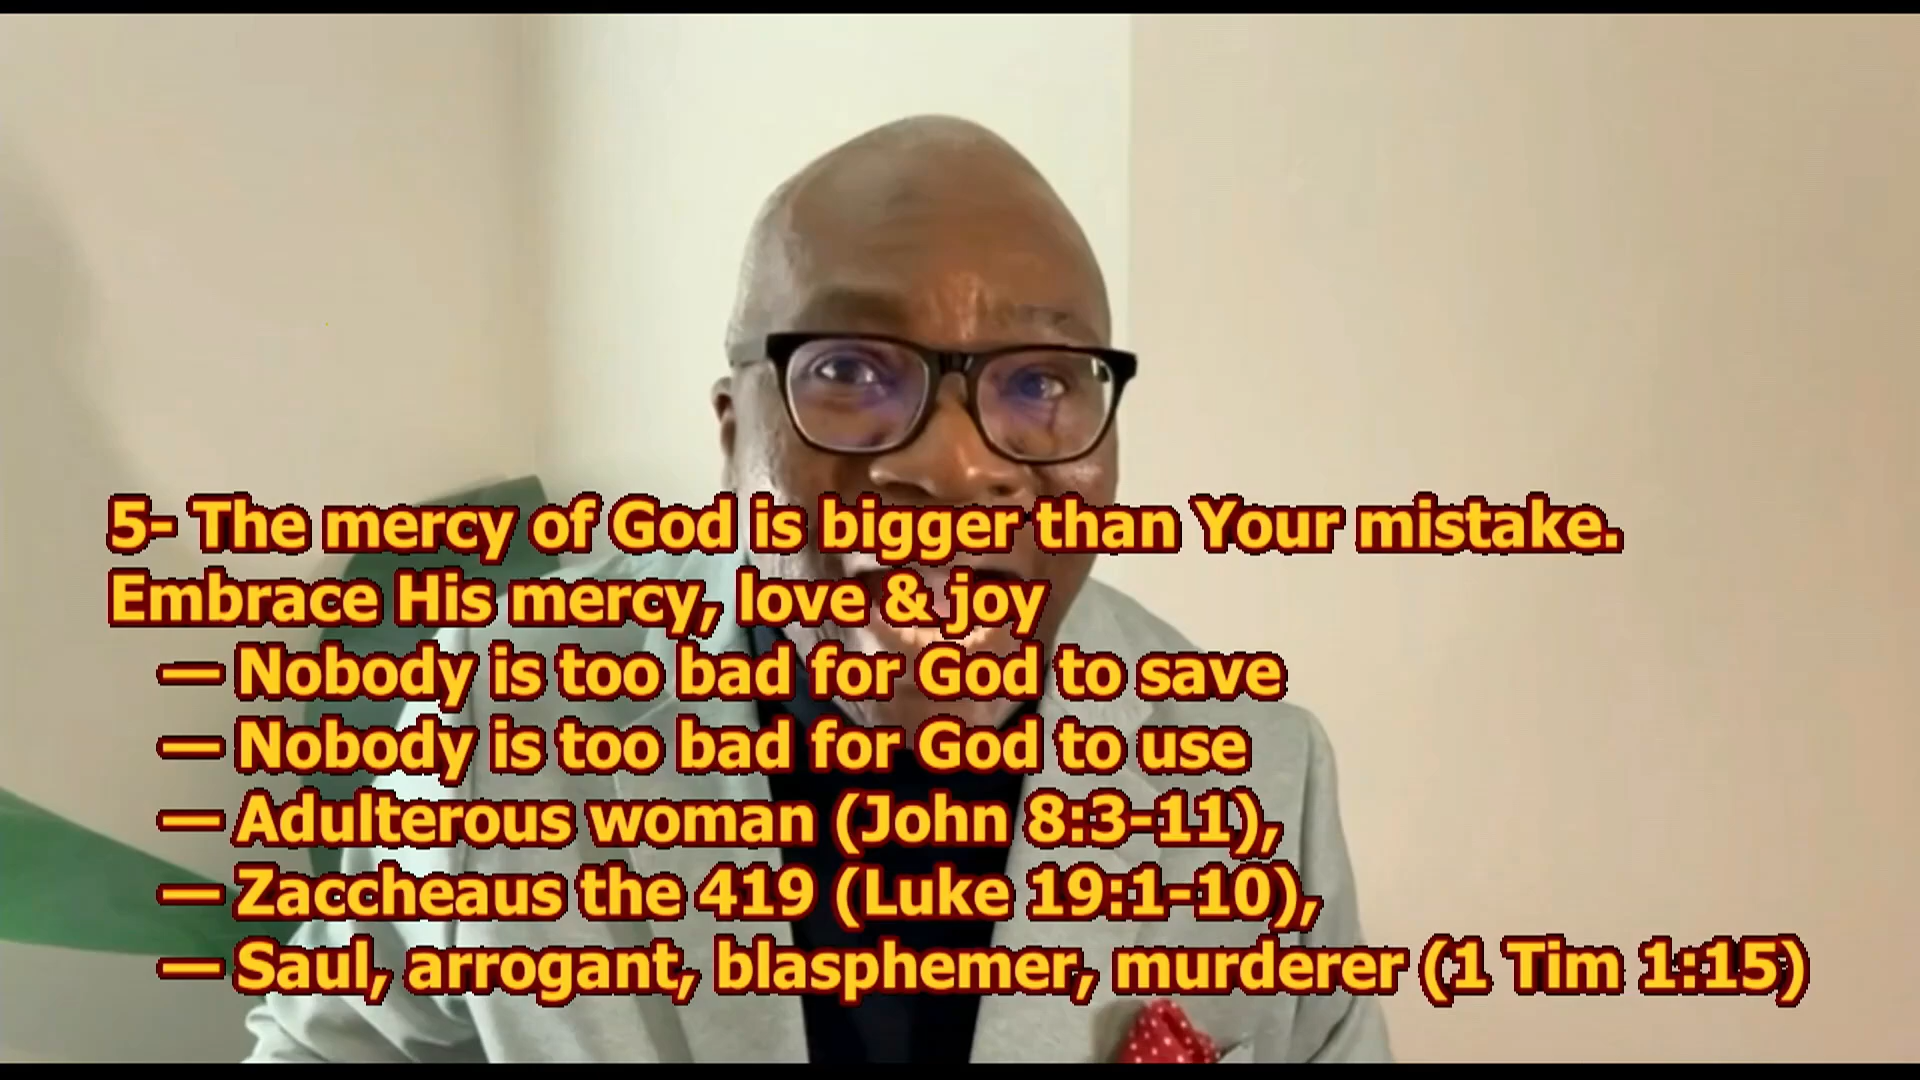 5- The mercy of God is bigger than Your mistake.
Embrace His mercy, love & joy
— Nobody is too bad for God to save
— Nobody is too bad for God to use
— Adulterous woman (John 8:3-11),
— Zaccheaus the 419 (Luke 19:1-10),
— Saul, arrogant, blasphemer, murderer (1 Tim 1:15)